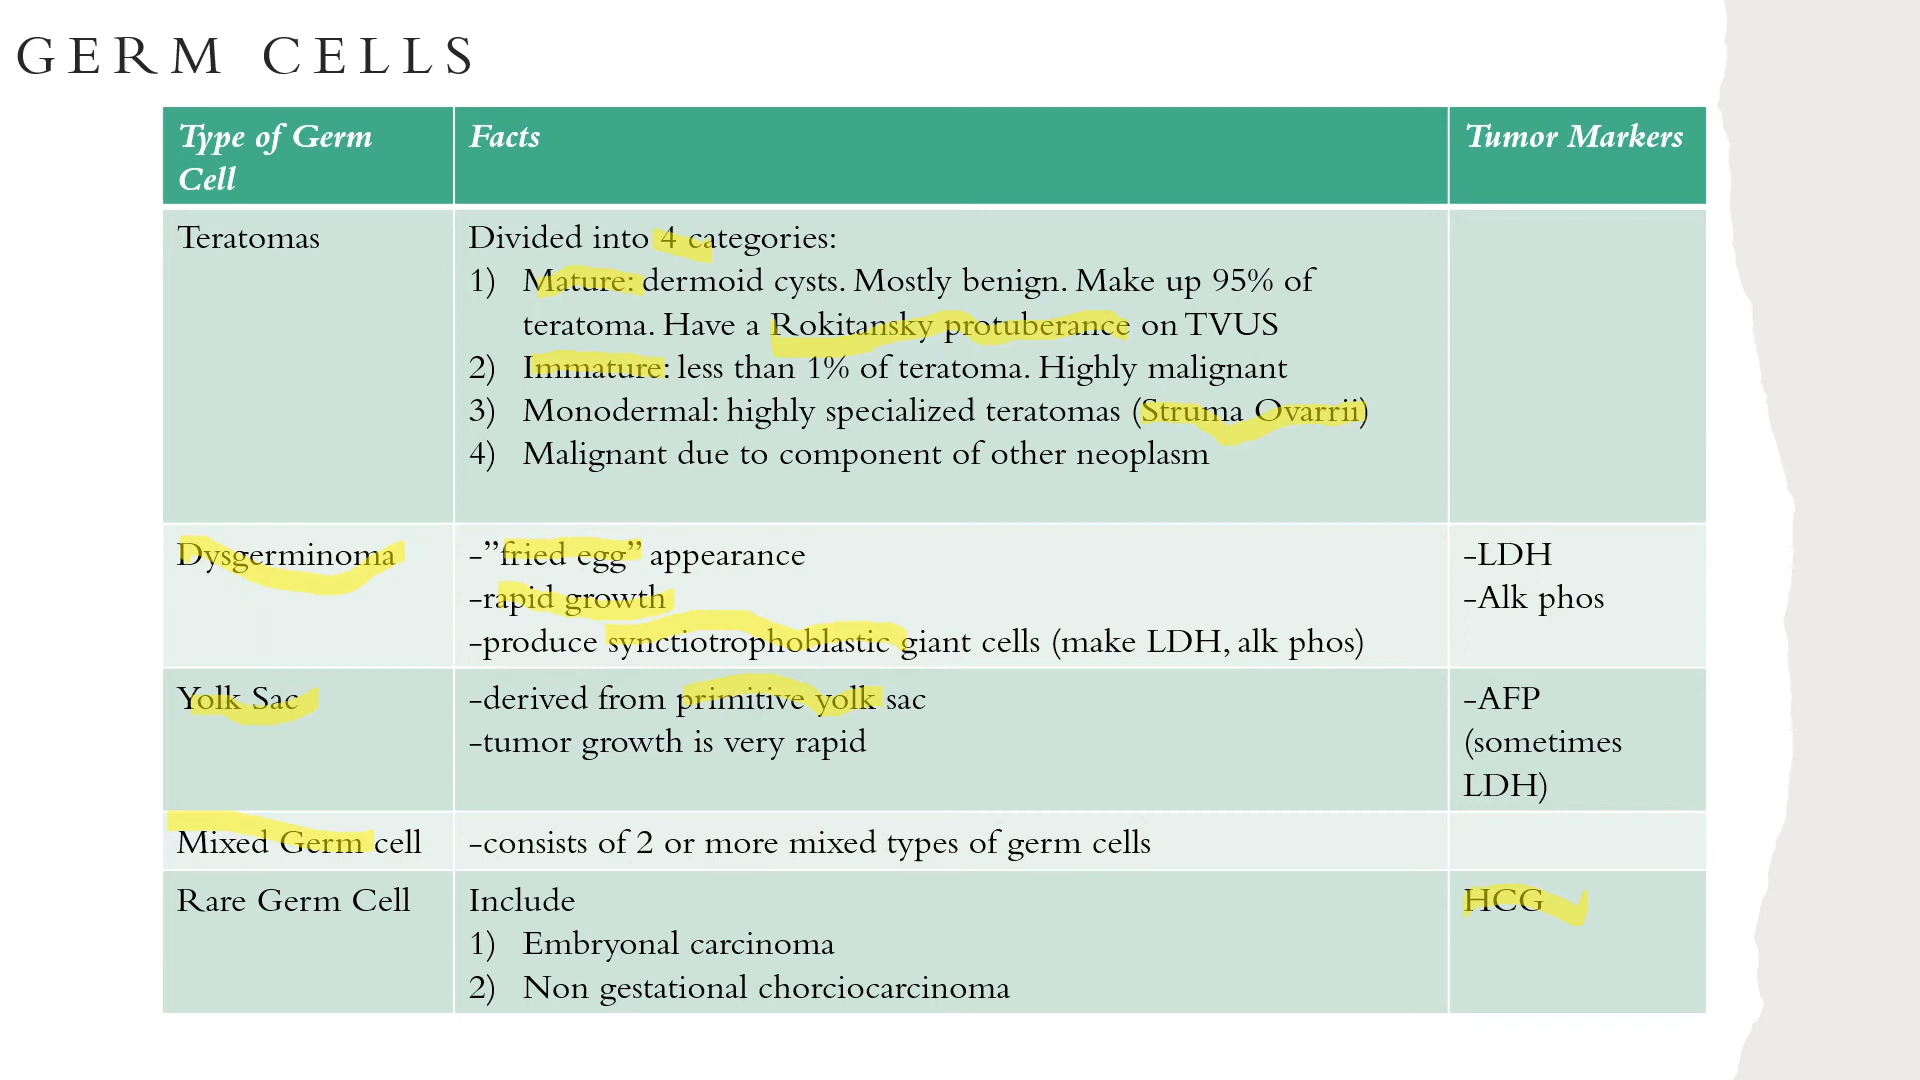 GERM CELLS
Type of Germ
Cell
Facts
Tumor Markers
Teratomas
Divided into 4 categories:
1) Mature: dermoid cysts. Mostly benign. Make up 95% of
teratoma. Have a Rokitansky protuberance on TVUS
2) Immature: less than 1% of teratoma. Highly malignant
3) Monodermal: highly specialized teratomas (Struma Ovarrii)
4) Malignant due to component of other neoplasm
Dysgerminoma
-”fried egg” appearance
-rapid growth
-produce synctiotrophoblastic giant cells (make LDH, alk phos)
-LDH
-Alk phos
Yolk Sac
-derived from primitive yolk sac
-tumor growth is very rapid
-AFP
(sometimes
LDH)
Mixed Germ cell
-consists of 2 or more mixed types of germ cells
Rare Germ Cell
Include
1) Embryonal carcinoma
2) Non gestational chorciocarcinoma
HCG